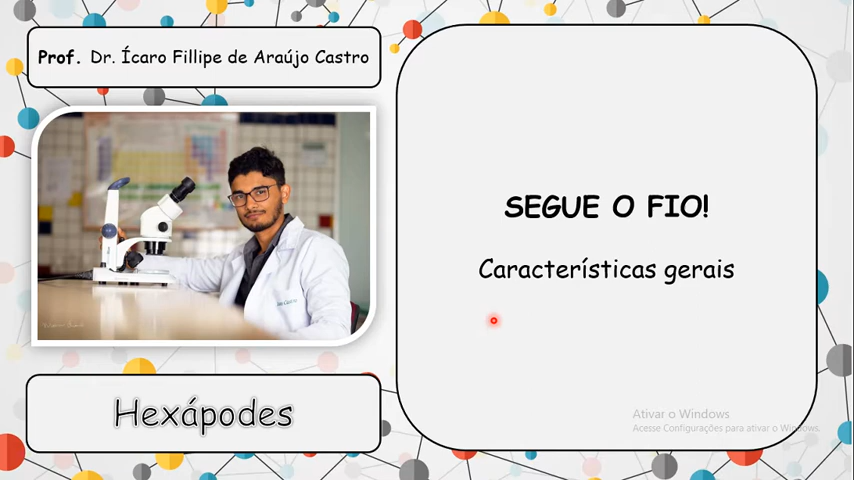 Prof. Dr. Ícaro Fillipe de Araújo Castro
SEGUE O FIO!
Características gerais
Hexápodes
Ativar o Windows
Acesse Configurações para ativar o Windows.